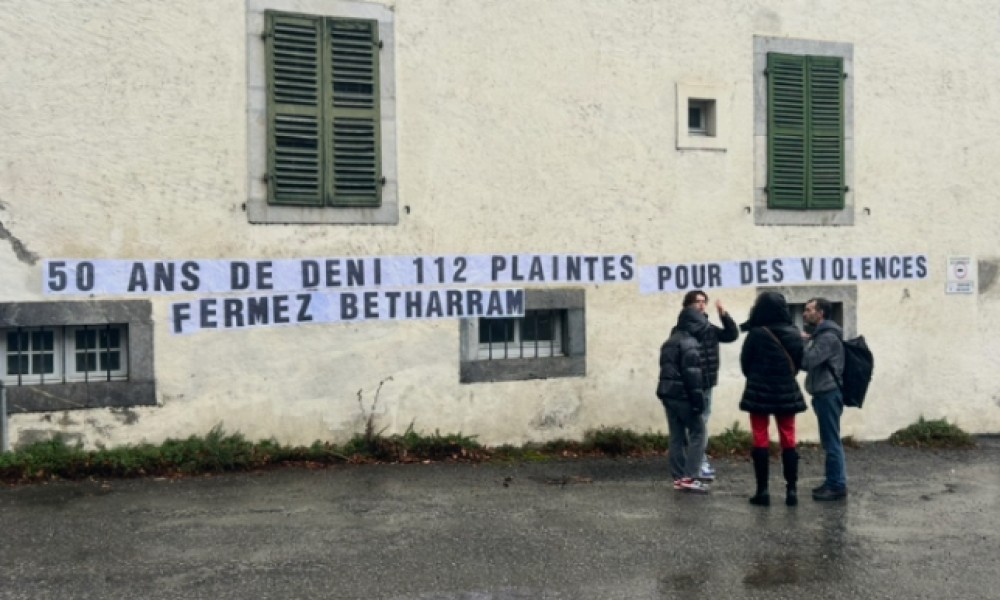 50 ANS DE DENI 112 PLAINTES POUR DES VIOLENCES
FERMEZ BETHARRAM